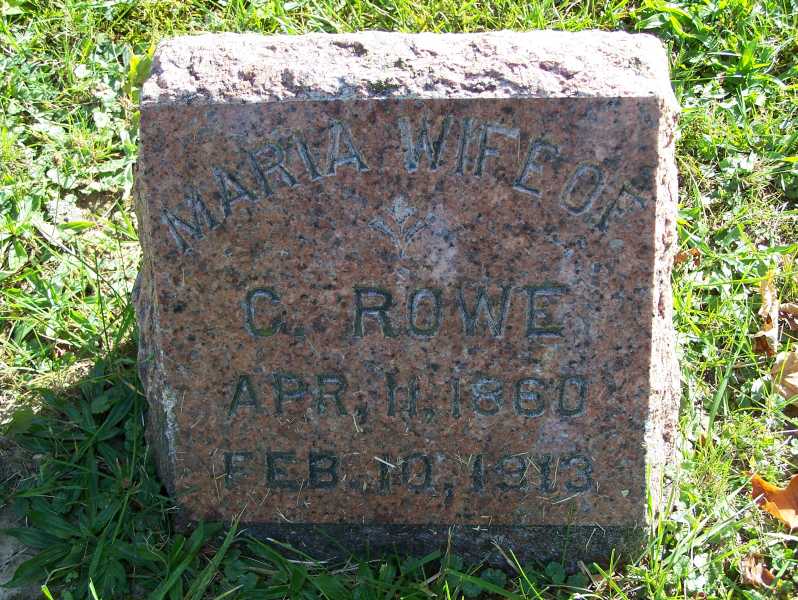 MARIA WIFE OF
C. ROWE
APR. 11, 1860
FEB. 10, 1913